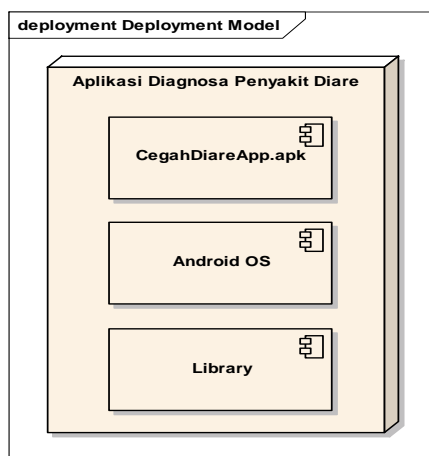 deployment Deployment Model
Aplikasi Diagnosa Penyakit Diare
CegahDiareApp.apk
Android OS
Library